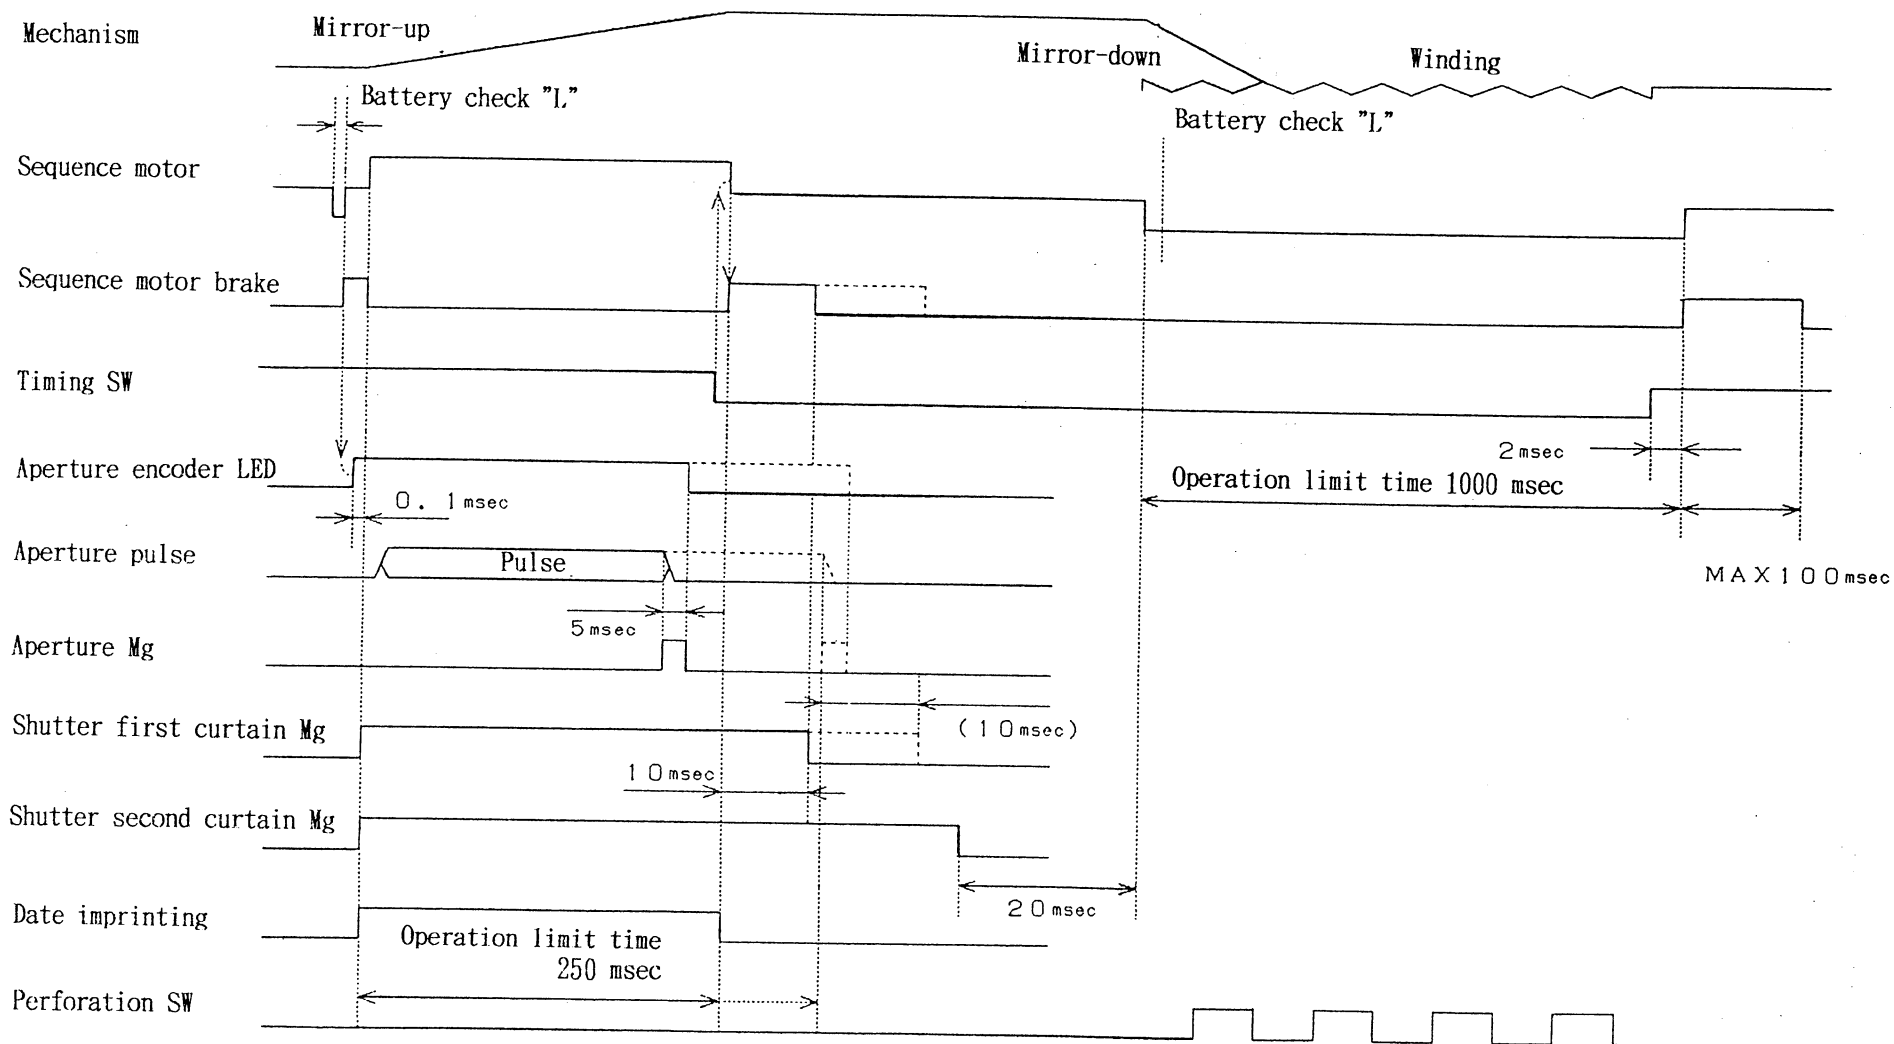 Mechanism
Mirror-up
Mirror-down
Winding
Battery check "L"
Battery check "L"
Sequence motor
Sequence motor brake
Timing SW
2msec
Aperture encoder LED
Operation limit time 1000 msec
0. 1msec
Aperture pulse
Pulse
MAX100msec
5msec
Aperture Mg
Shutter first curtain Mg
(10msec)
10msec
Shutter second curtain Mg
20msec
Date imprinting
Operation limit time
250 msec
Perforation SW